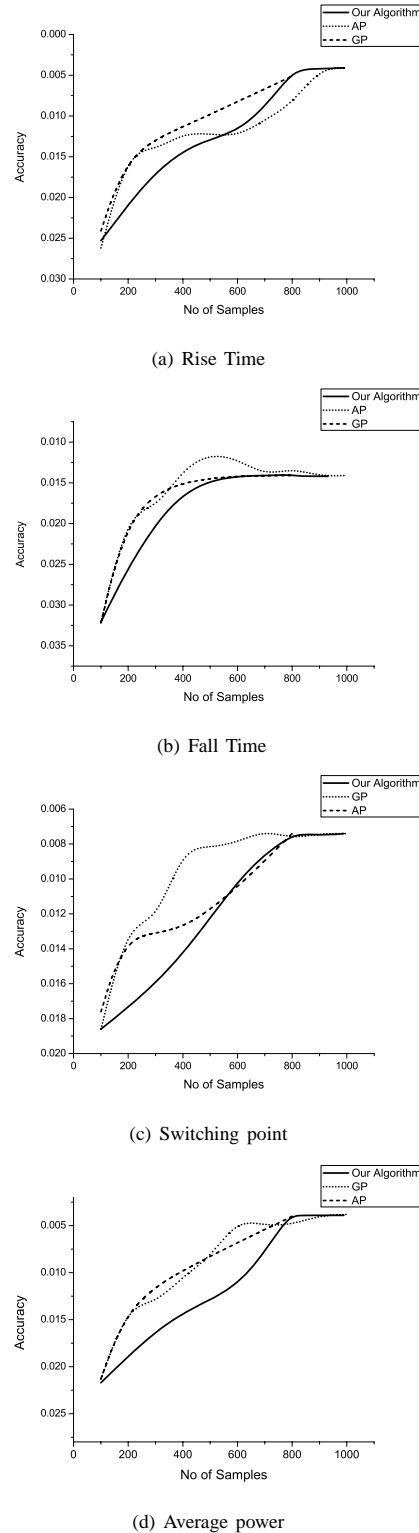 Our Algorithm
AP
GP
0.000
0.005
0.010
0.015
0.020
0.025
0.030
Accuracy
0 200 400 600 800 1000
No of Samples
(a) Rise Time
Our Algorithm
AP
GP
0.010
0.015
0.020
0.025
0.030
0.035
Accuracy
0 200 400 600 800 1000
No of Samples
(b) Fall Time
Our Algorithm
GP
AP
0.006
0.008
0.010
0.012
0.014
0.016
0.018
0.020
Accuracy
0 200 400 600 800 1000
No of Samples
(c) Switching point
Our Algorithm
GP
AP
0.005
0.010
0.015
0.020
0.025
Accuracy
0 200 400 600 800 1000
No of Samples
(d) Average power